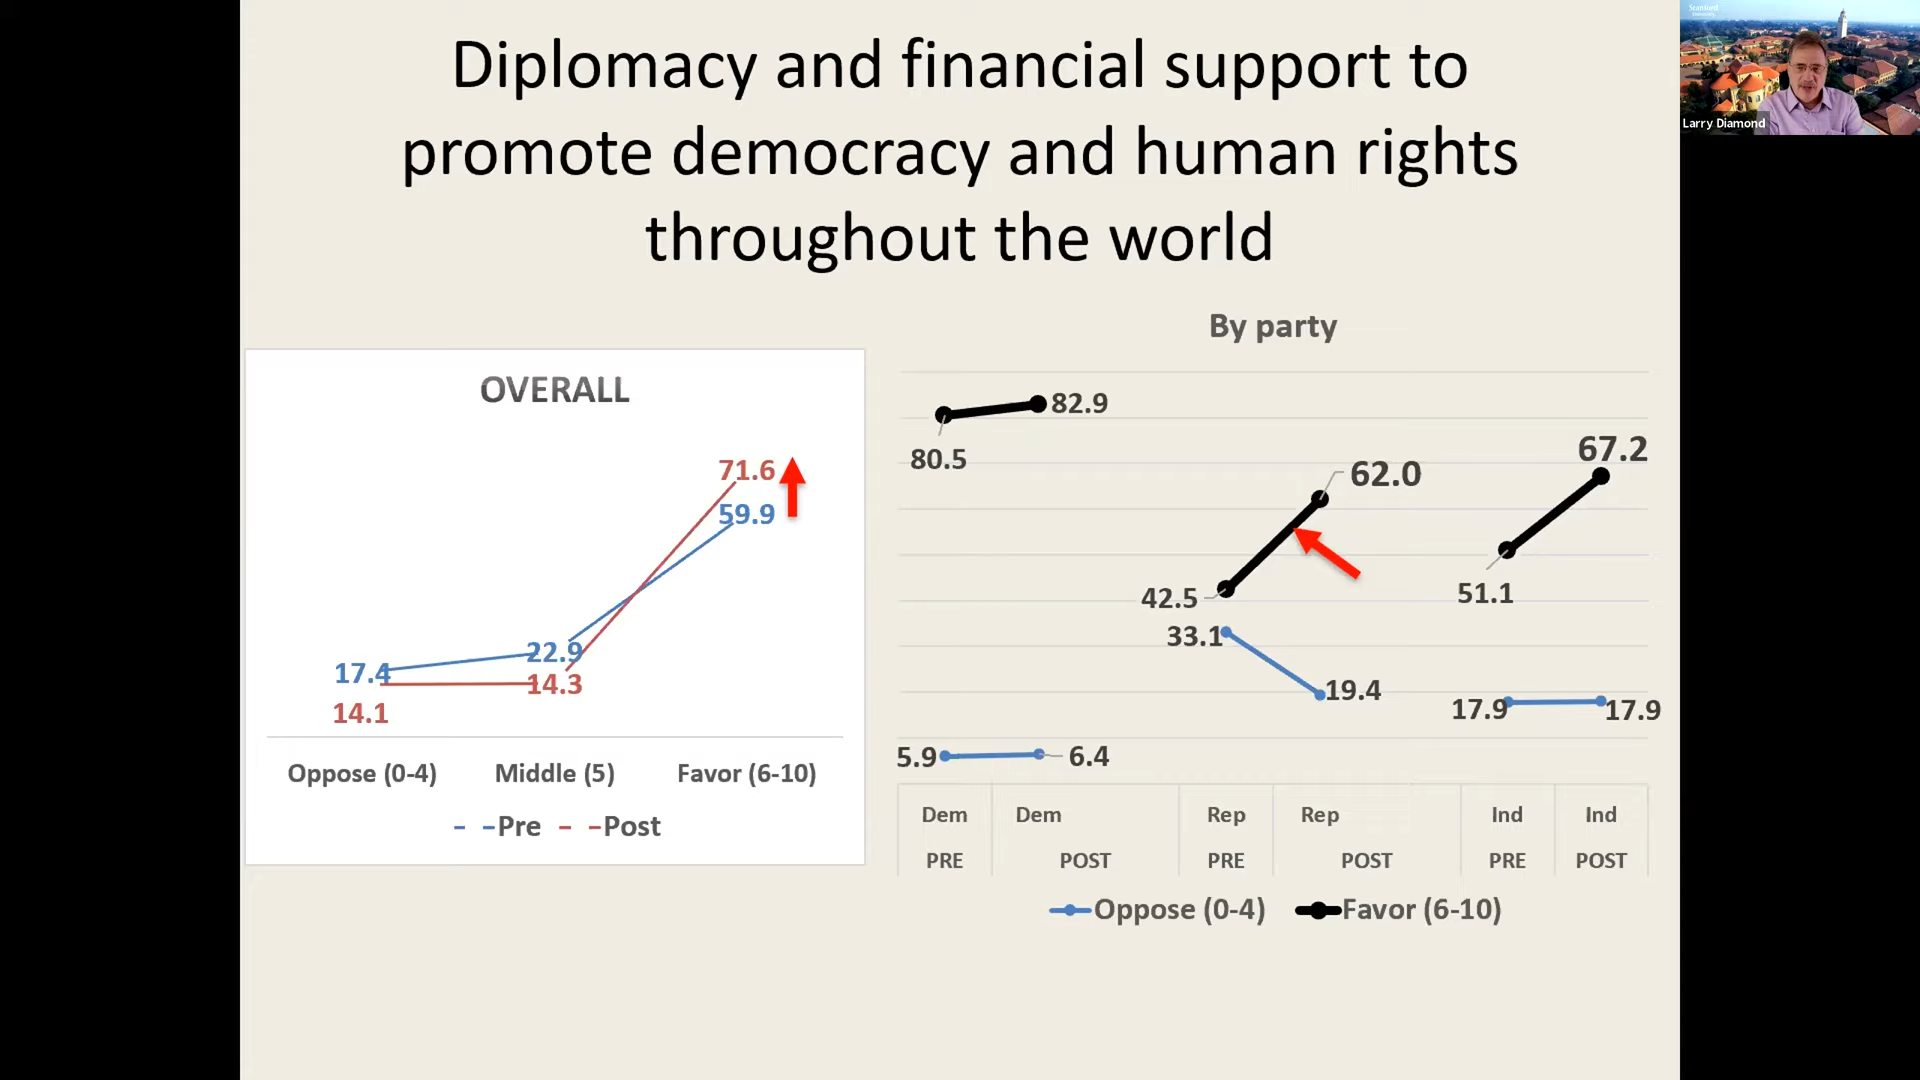 Diplomacy and financial support to
promote democracy and human rights
throughout the world
Stanford
Larry Diamond
OVERALL
71.6
59.9
22.9
17.4
14.3
14.1
Oppose (0-4) Middle (5) Favor (6-10)
Pre Post
By party
82.9
80.5
62.0
67.2
42.5
51.1
33.1
19.4
17.9 17.9
5.9 6.4
Dem Dem Rep Rep Ind Ind
PRE POST PRE POST PRE POST
Oppose (0-4) Favor (6-10)